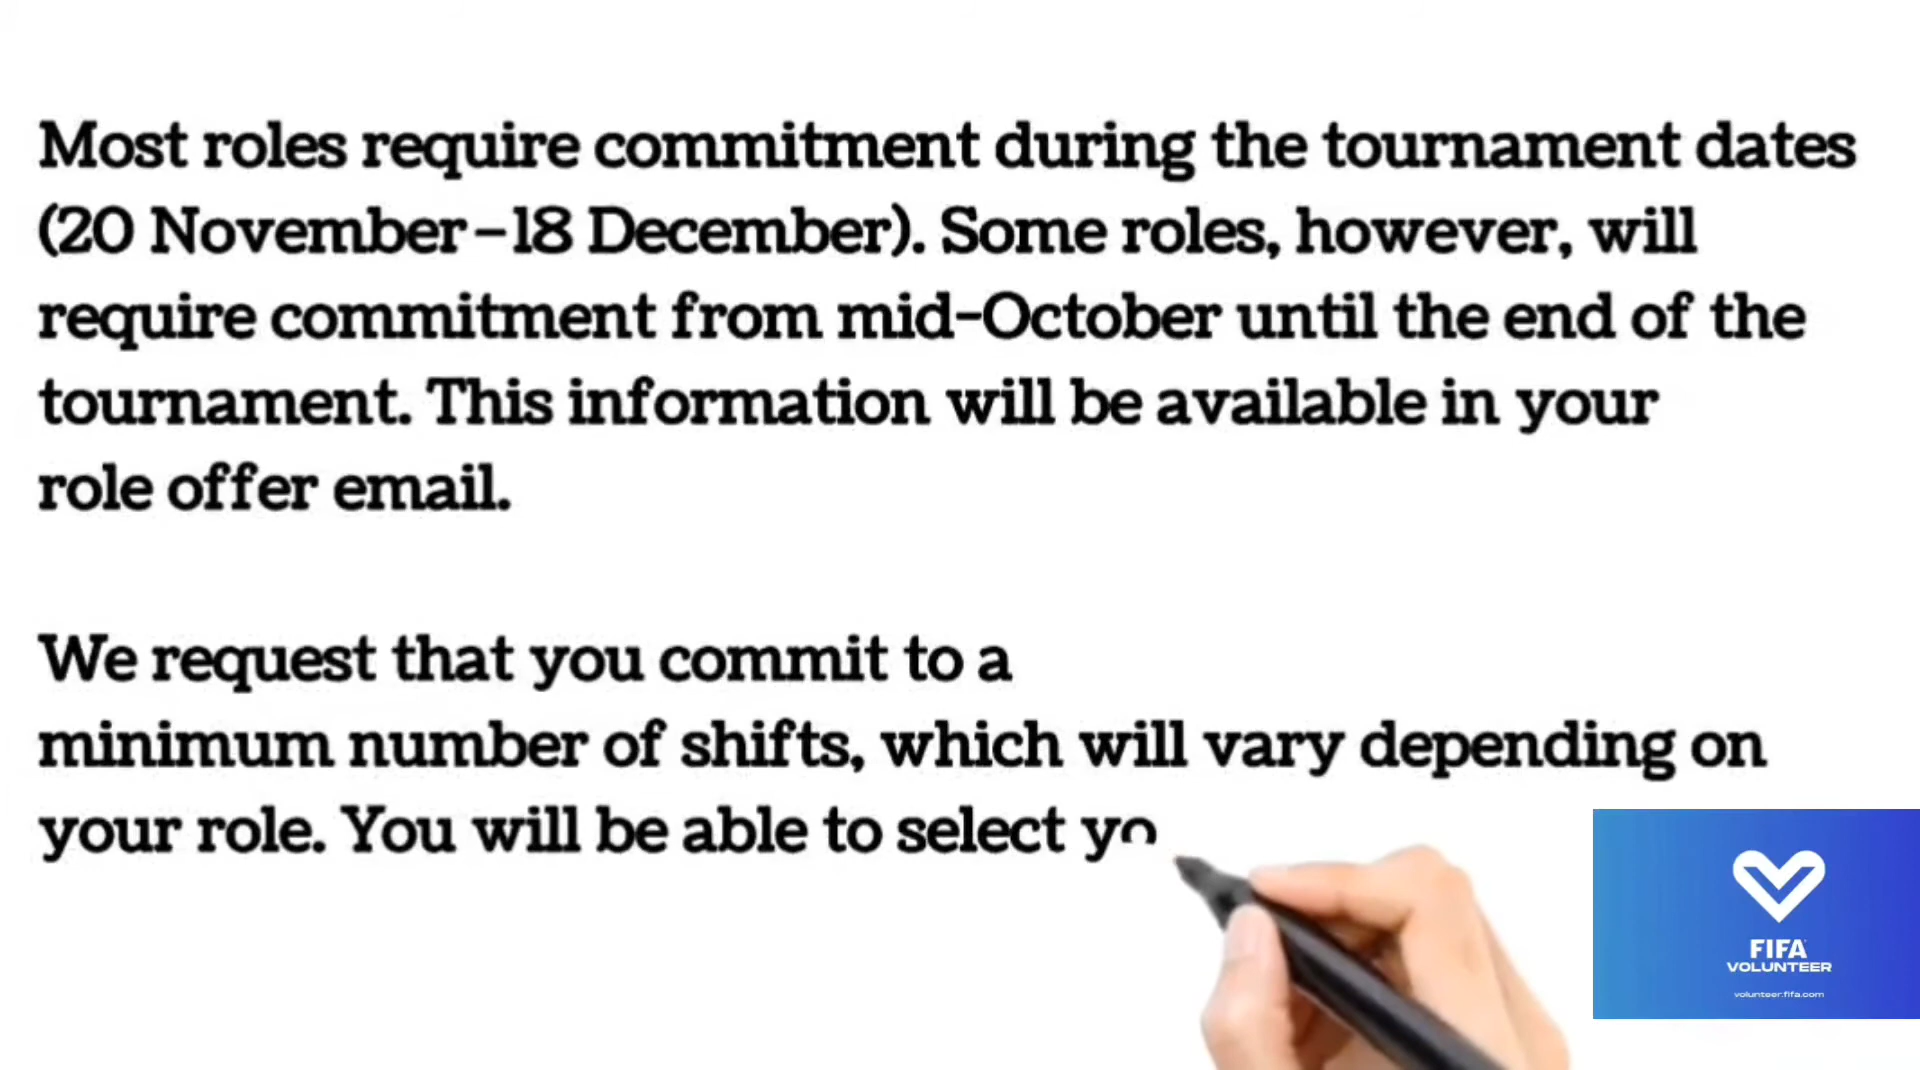 Most roles require commitment during the tournament dates
(20 November–18 December). Some roles, however, will
require commitment from mid-October until the end of the
tournament. This information will be available in your
role offer email.
We request that you commit to a
minimum number of shifts, which will vary depending on
your role. You will be able to select
FIFA
VOLUNTEER
volunteer.fifa.com